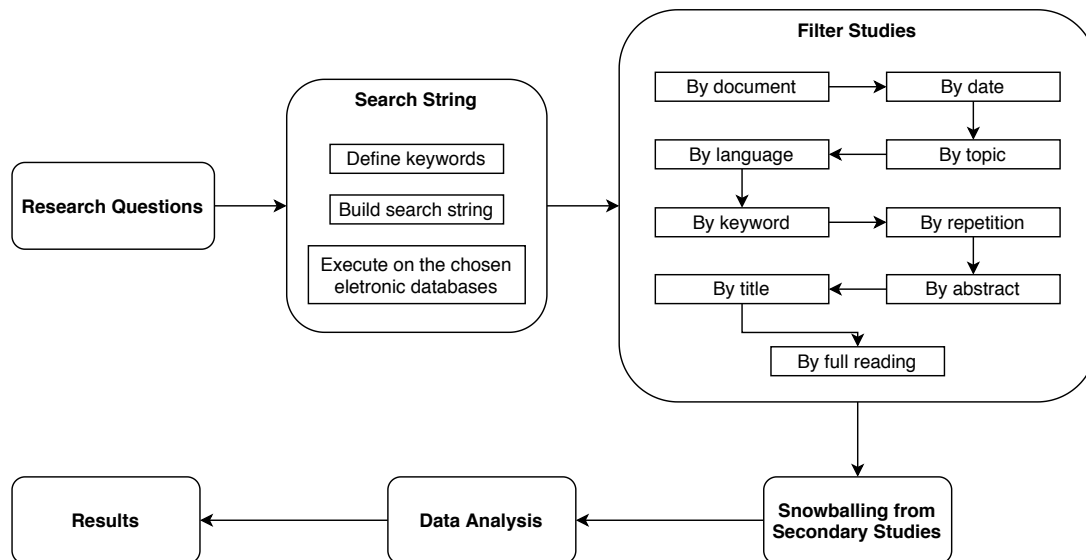 Filter Studies
By document
By date
Search String
Define keywords
By language
By topic
Research Questions
Build search string
By keyword
By repetition
Execute on the chosen
eletronic databases
By title
By abstract
By full reading
Results
Data Analysis
Snowballing from
Secondary Studies